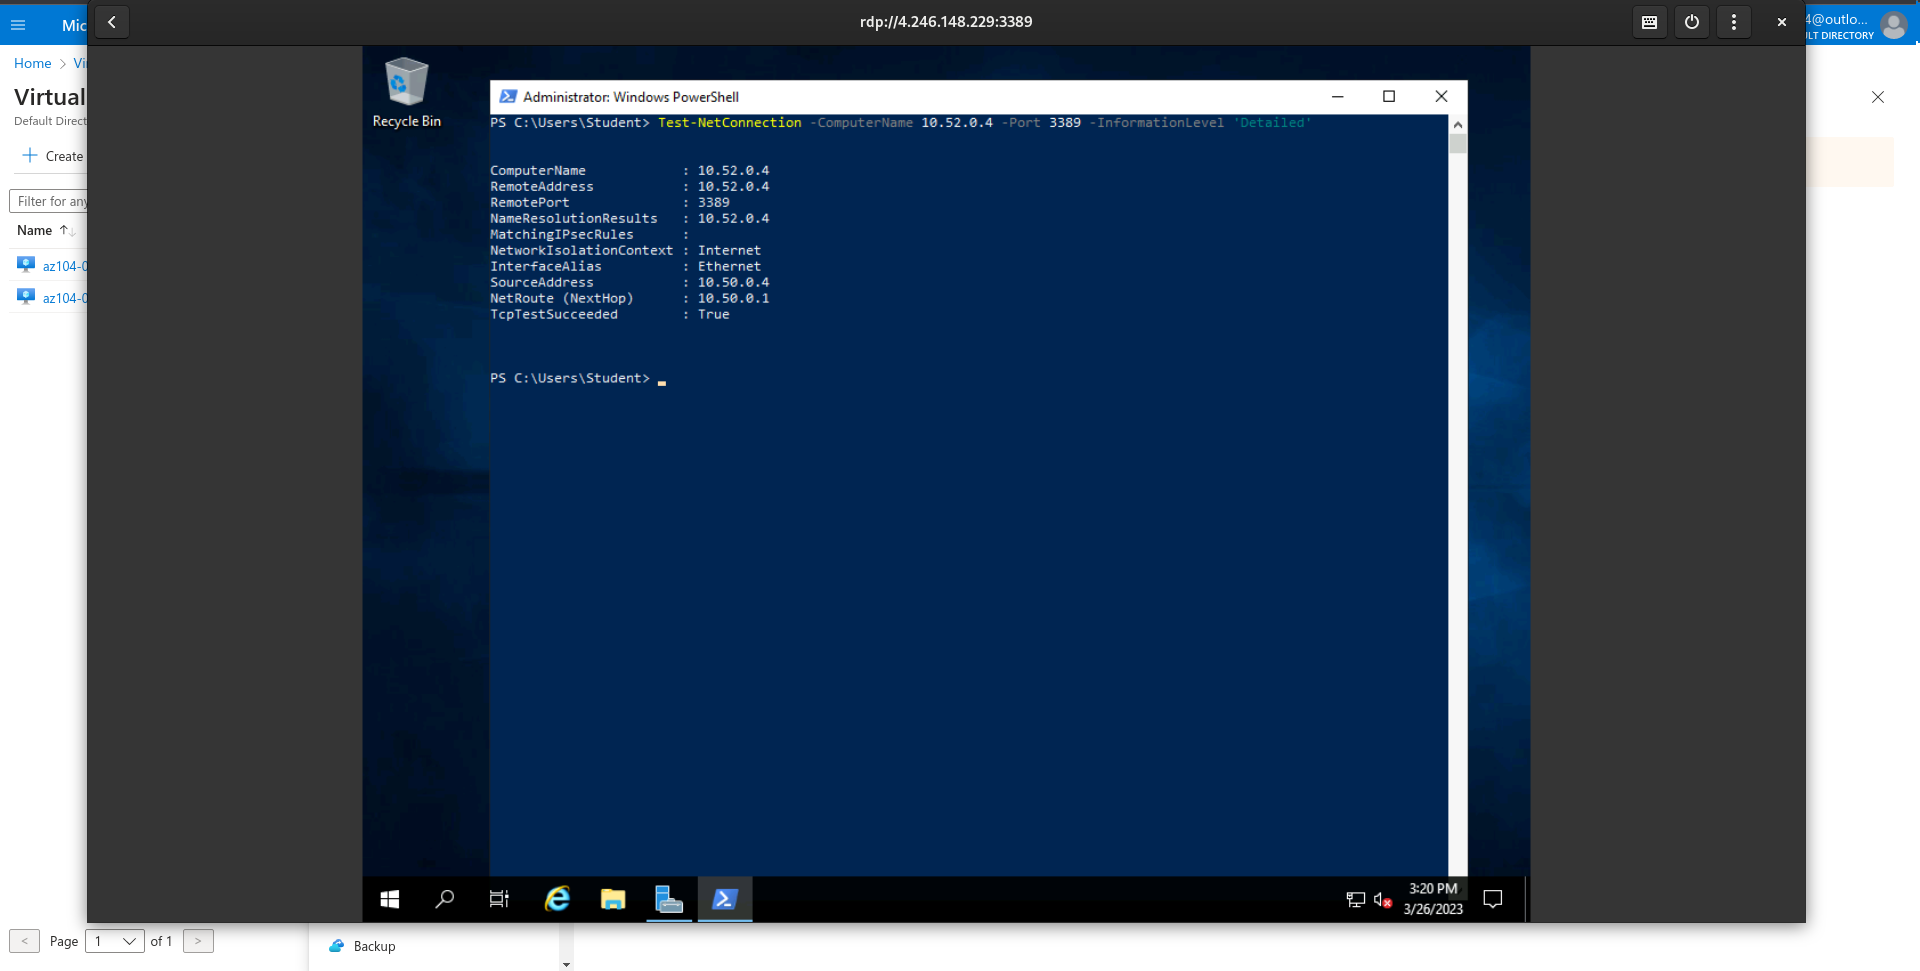 rdp://4.246.148.229:3389
Mic
4@outlo...
ULT DIRECTORY
Home > Vi
Virtual
Default Direct
+ Create
Filter for any
Name ↑↓
az104-0
az104-0
Recycle Bin
Administrator: Windows PowerShell
PS C:\Users\Student> Test-NetConnection -ComputerName 10.52.0.4 -Port 3389 -InformationLevel 'Detailed'
ComputerName : 10.52.0.4
RemoteAddress : 10.52.0.4
RemotePort : 3389
NameResolutionResults : 10.52.0.4
MatchingIPsecRules :
NetworkIsolationContext : Internet
InterfaceAlias : Ethernet
SourceAddress : 10.50.0.4
NetRoute (NextHop) : 10.50.0.1
TcpTestSucceeded : True
PS C:\Users\Student>
3:20 PM
3/26/2023
< Page 1 of 1 >
Backup